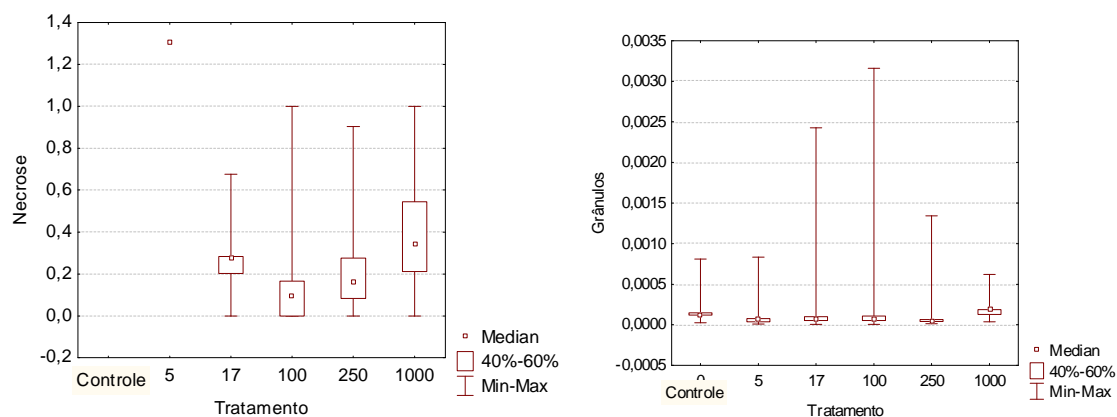 1,4
1,2
1,0
0,8
0,6
0,4
0,2
0,0
-0,2
Necrose
Controle 5 17 100 250 1000
Tratamento
Median
40%-60%
Min-Max
0,0035
0,0030
0,0025
0,0020
0,0015
0,0010
0,0005
0,0000
-0,0005
Grânulos
Controle 5 17 100 250 1000
Tratamento
Median
40%-60%
Min-Max